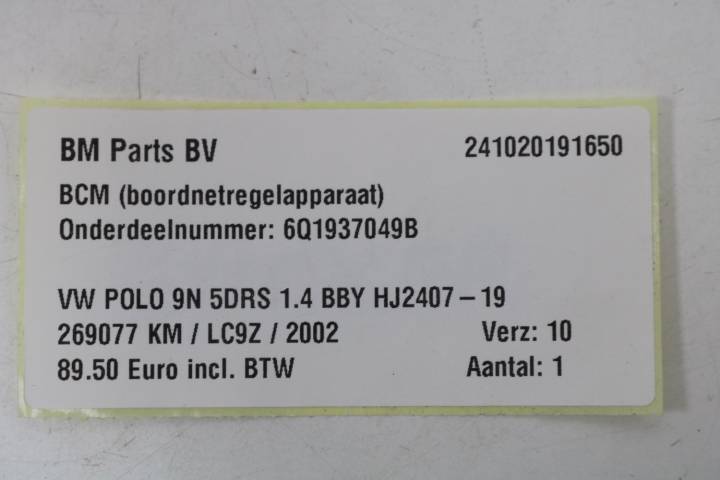 BM Parts BV 241020191650
BCM (boordnetregelapparaat)
Onderdeelnummer: 6Q1937049B
VW POLO 9N 5DRS 1.4 BBY HJ2407 – 19
269077 KM / LC9Z / 2002 Verz: 10
89.50 Euro incl. BTW Aantal: 1